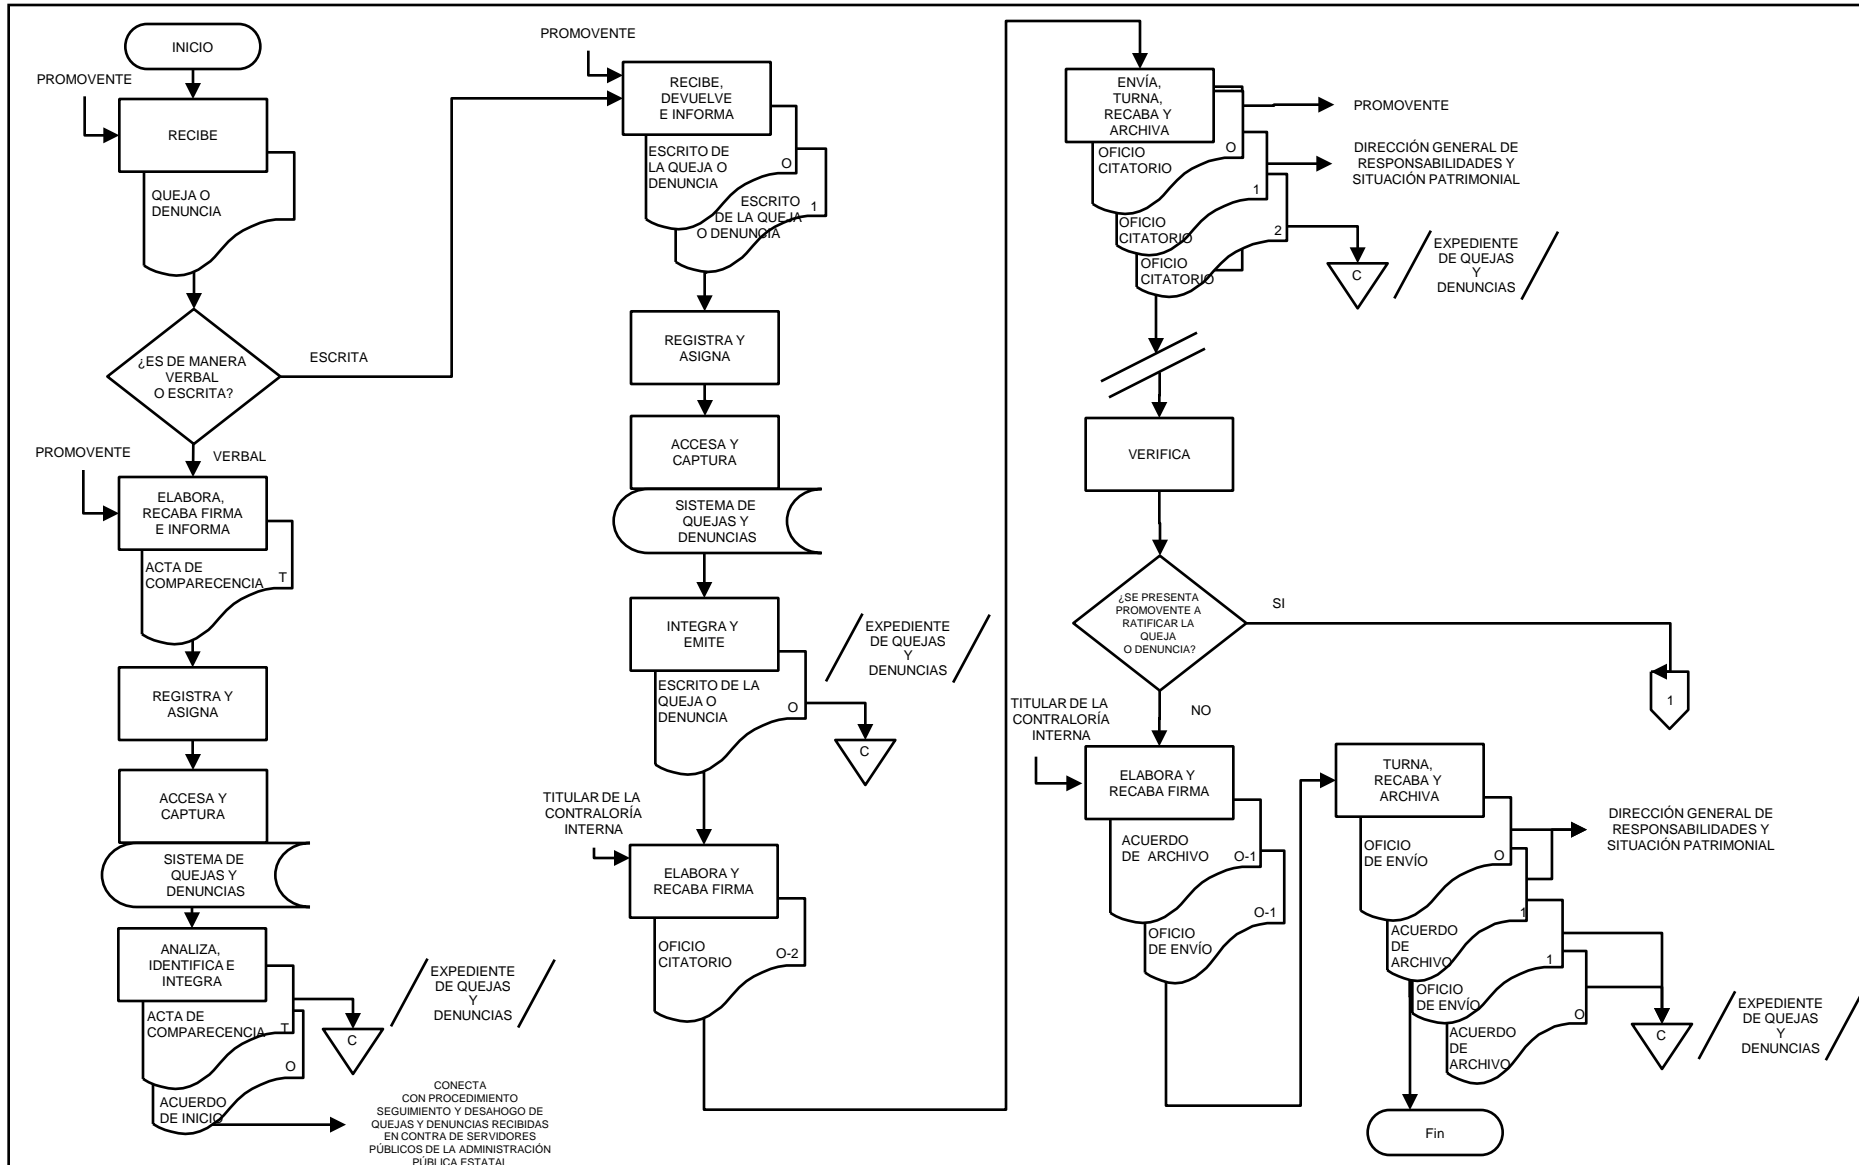 INICIO
PROMOVENTE
RECIBE
QUEJA O
DENUNCIA
¿ES DE MANERA
VERBAL
O ESCRITA?
ESCRITA
VERBAL
PROMOVENTE
ELABORA,
RECABA FIRMA
E INFORMA
ACTA DE
COMPARECENCIA
T
REGISTRA Y
ASIGNA
ACCESA Y
CAPTURA
SISTEMA DE
QUEJAS Y
DENUNCIAS
ANALIZA,
IDENTIFICA E
INTEGRA
ACTA DE
COMPARECENCIA
T
O
ACUERDO
DE INICIO
C
EXPEDIENTE
DE QUEJAS
Y
DENUNCIAS
CONECTA
CON PROCEDIMIENTO
SEGUIMIENTO Y DESAHOGO DE
QUEJAS Y DENUNCIAS RECIBIDAS
EN CONTRA DE SERVIDORES
PÚBLICOS DE LA ADMINISTRACIÓN
PÚBLICA ESTATAL
PROMOVENTE
RECIBE,
DEVUELVE
E INFORMA
ESCRITO DE
LA QUEJA O
DENUNCIA
O
ESCRITO
DE LA QUEJA
O DENUNCIA
1
REGISTRA Y
ASIGNA
ACCESA Y
CAPTURA
SISTEMA DE
QUEJAS Y
DENUNCIAS
INTEGRA Y
EMITE
ESCRITO DE LA
QUEJA O
DENUNCIA
O
EXPEDIENTE
DE QUEJAS
Y
DENUNCIAS
C
TITULAR DE LA
CONTRALORÍA
INTERNA
ELABORA Y
RECABA FIRMA
OFICIO
CITATORIO
O-2
ENVÍA,
TURNA,
RECABA Y
ARCHIVA
OFICIO
CITATORIO
O
PROMOVENTE
OFICIO
CITATORIO
1
DIRECCIÓN GENERAL DE
RESPONSABILIDADES Y
SITUACIÓN PATRIMONIAL
OFICIO
CITATORIO
2
C
EXPEDIENTE
DE QUEJAS
Y
DENUNCIAS
VERIFICA
¿SE PRESENTA
PROMOVENTE A
RATIFICAR LA
QUEJA
O DENUNCIA?
SI
1
NO
TITULAR DE LA
CONTRALORÍA
INTERNA
ELABORA Y
RECABA FIRMA
ACUERDO
DE ARCHIVO
O-1
OFICIO
DE ENVÍO
O-1
TURNA,
RECABA Y
ARCHIVA
OFICIO
DE ENVÍO
O
DIRECCIÓN GENERAL DE
RESPONSABILIDADES Y
SITUACIÓN PATRIMONIAL
ACUERDO
DE
ARCHIVO
1
OFICIO
DE ENVÍO
1
ACUERDO
DE
ARCHIVO
O
C
EXPEDIENTE
DE QUEJAS
Y
DENUNCIAS
Fin